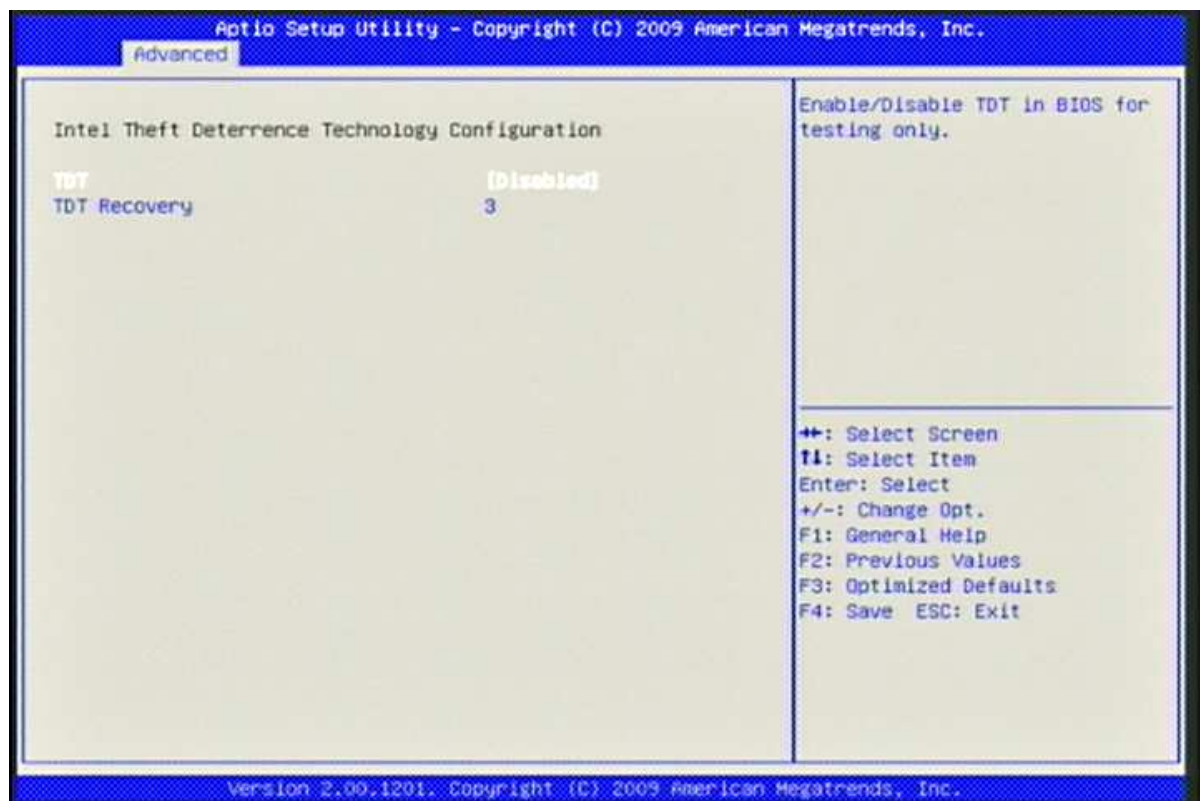 Aptio Setup Utility - Copyright (C) 2009 American Megatrends, Inc.
Advanced
Intel Theft Deterrence Technology Configuration
TDT [Disabled]
TDT Recovery 3
Enable/Disable TDT in BIOS for
testing only.
→←: Select Screen
↑↓: Select Item
Enter: Select
+/-: Change Opt.
F1: General Help
F2: Previous Values
F3: Optimized Defaults
F4: Save ESC: Exit
Version 2.00.1201. Copyright (C) 2009 American Megatrends, Inc.